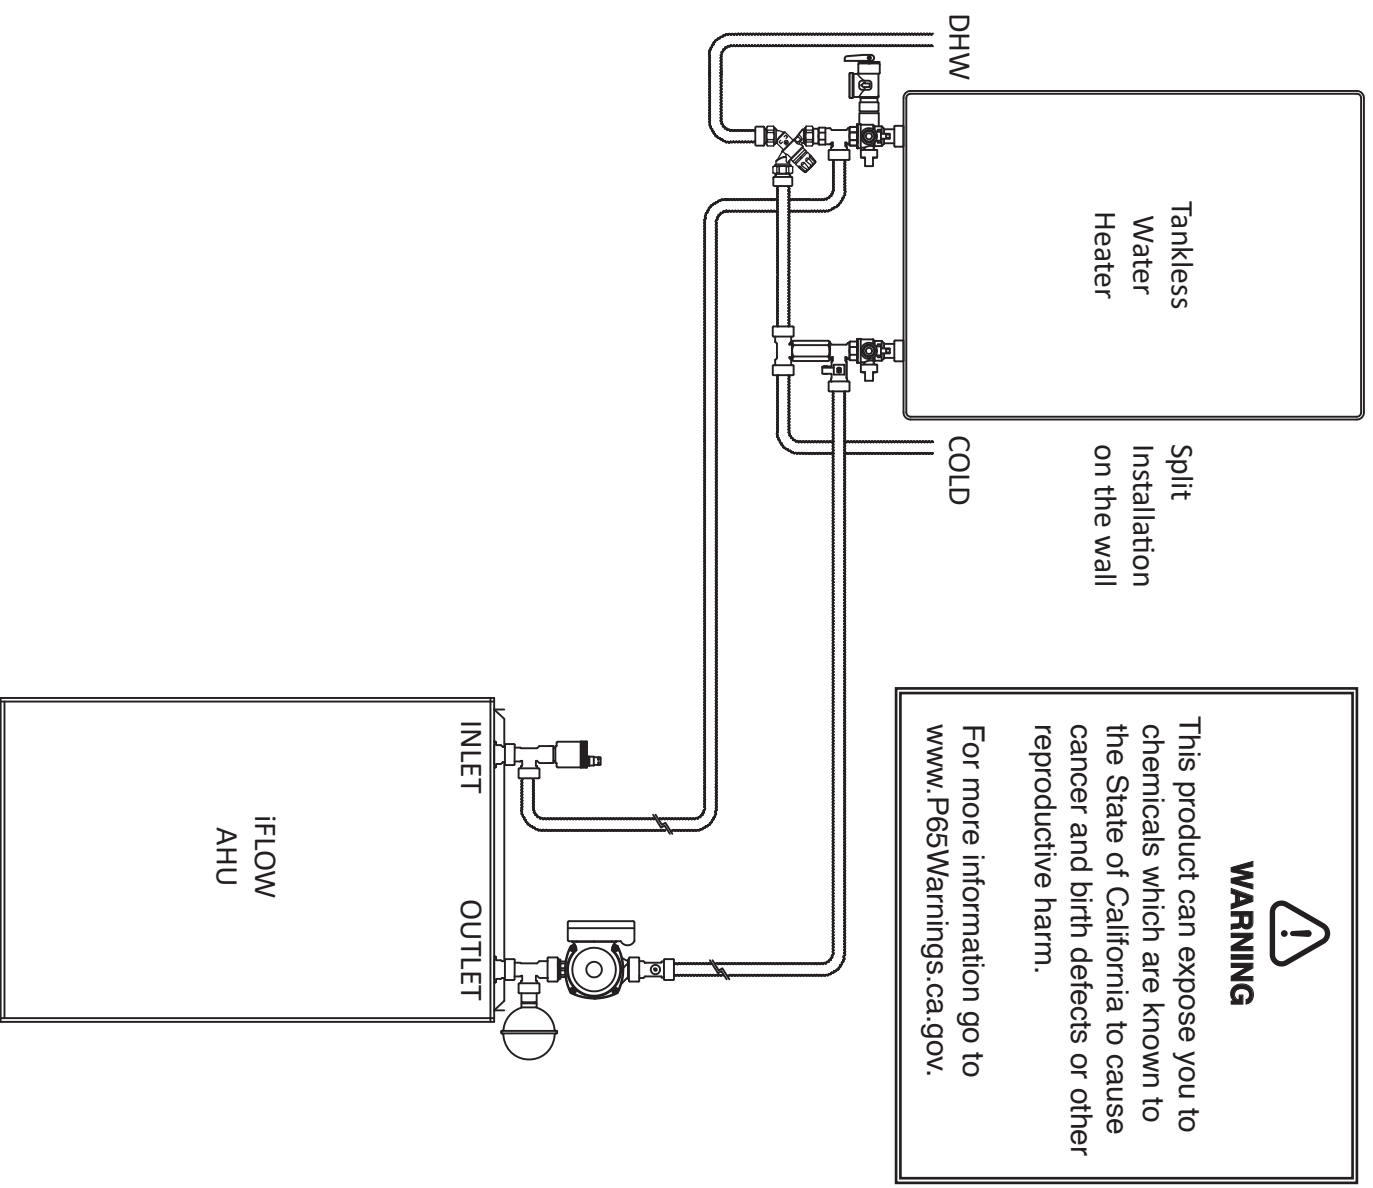 DHW
Tankless
Water
Heater
COLD
Split
Installation
on the wall
WARNING
This product can expose you to
chemicals which are known to
the State of California to cause
cancer and birth defects or other
reproductive harm.
For more information go to
www.P65Warnings.ca.gov.
INLET
OUTLET
iFLOW
AHU